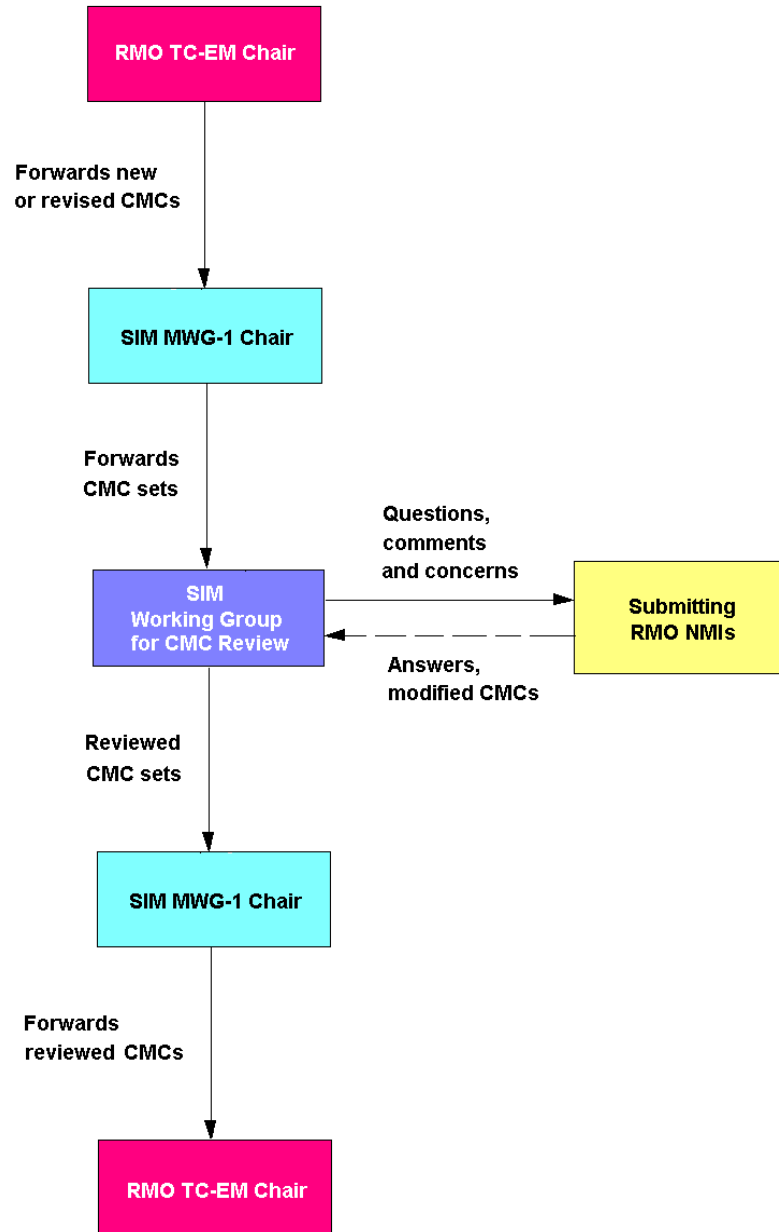 RMO TC-EM Chair
Forwards new
or revised CMCs
SIM MWG-1 Chair
Forwards
CMC sets
Questions,
comments
and concerns
SIM
Working Group
for CMC Review
Submitting
RMO NMIs
Answers,
modified CMCs
Reviewed
CMC sets
SIM MWG-1 Chair
Forwards
reviewed CMCs
RMO TC-EM Chair